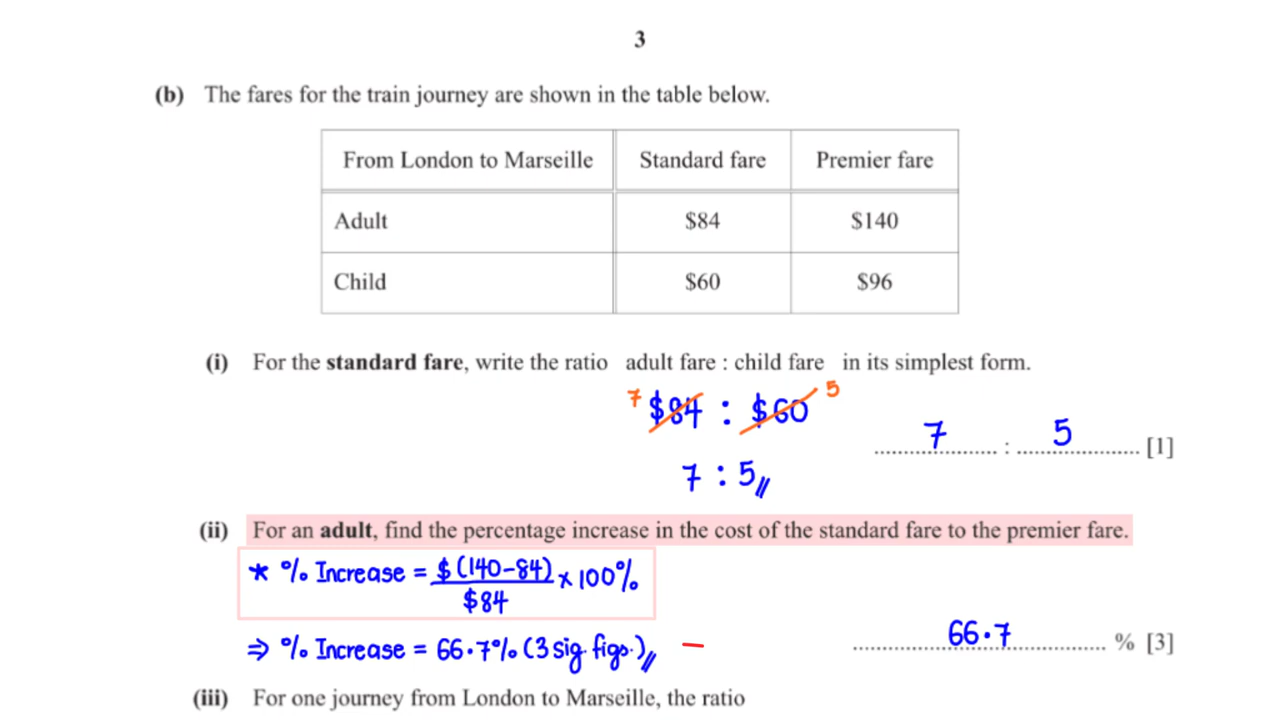 3
(b) The fares for the train journey are shown in the table below.
From London to Marseille Standard fare Premier fare
Adult $84 $140
Child $60 $96
(i) For the standard fare, write the ratio adult fare : child fare in its simplest form.
7 $84 : $60 5
7 : 5 //
7 : 5 [1]
(ii) For an adult, find the percentage increase in the cost of the standard fare to the premier fare.
* % Increase = $(140-84) / $84 x 100%
⇒ % Increase = 66.7% (3 sig. figs.) //
66.7 % [3]
(iii) For one journey from London to Marseille, the ratio